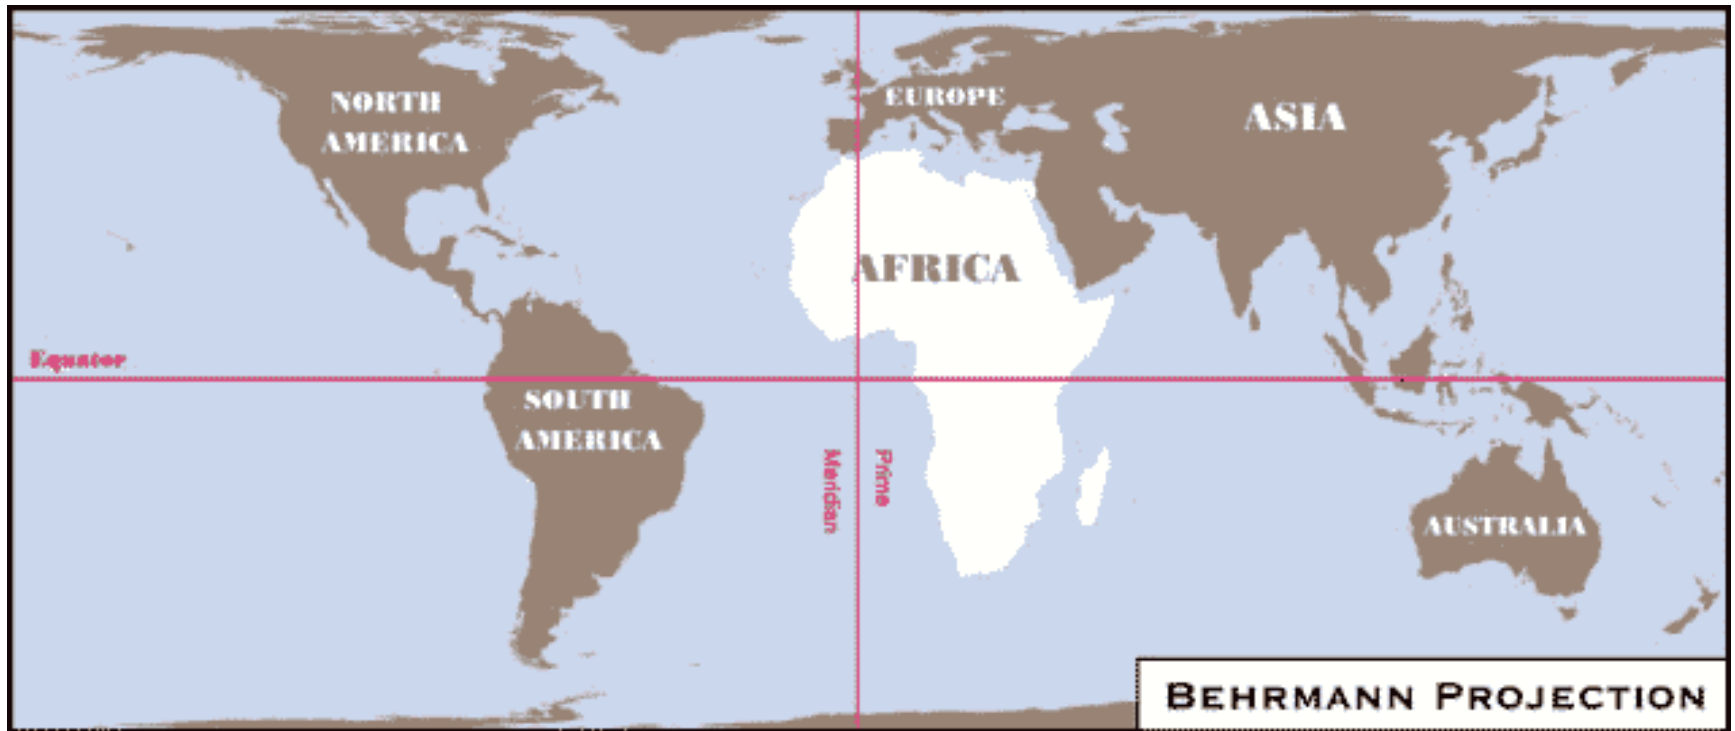 NORTH
AMERICA
EUROPE
ASIA
AFRICA
Equator
SOUTH
AMERICA
Prime
Meridian
AUSTRALIA
BEHRMANN PROJECTION